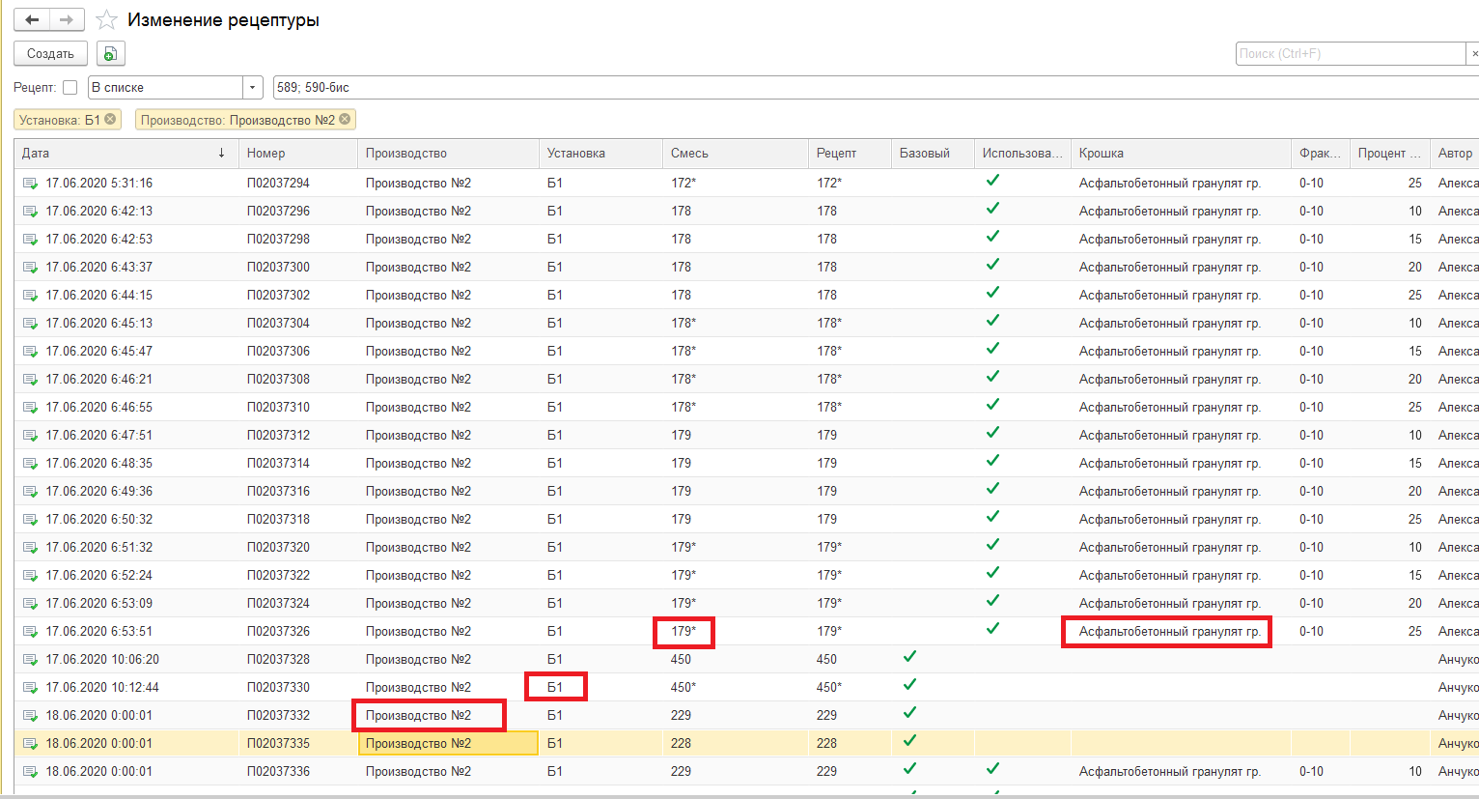 Изменение рецептуры
Создать
Поиск (Ctrl+F)
×
Рецепт: В списке 589; 590-бис
Установка: Б1 Производство: Производство №2
Дата ↓ Номер Производство Установка Смесь Рецепт Базовый Использова... Крошка Фрак... Процент ... Автор
17.06.2020 5:31:16 П02037294 Производство №2 Б1 172* 172* Асфальтобетонный гранулят гр. 0-10 25 Алекса
17.06.2020 6:42:13 П02037296 Производство №2 Б1 178 178 Асфальтобетонный гранулят гр. 0-10 10 Алекса
17.06.2020 6:42:53 П02037298 Производство №2 Б1 178 178 Асфальтобетонный гранулят гр. 0-10 15 Алекса
17.06.2020 6:43:37 П02037300 Производство №2 Б1 178 178 Асфальтобетонный гранулят гр. 0-10 20 Алекса
17.06.2020 6:44:15 П02037302 Производство №2 Б1 178 178 Асфальтобетонный гранулят гр. 0-10 25 Алекса
17.06.2020 6:45:13 П02037304 Производство №2 Б1 178* 178* Асфальтобетонный гранулят гр. 0-10 10 Алекса
17.06.2020 6:45:47 П02037306 Производство №2 Б1 178* 178* Асфальтобетонный гранулят гр. 0-10 15 Алекса
17.06.2020 6:46:21 П02037308 Производство №2 Б1 178* 178* Асфальтобетонный гранулят гр. 0-10 20 Алекса
17.06.2020 6:46:55 П02037310 Производство №2 Б1 178* 178* Асфальтобетонный гранулят гр. 0-10 25 Алекса
17.06.2020 6:47:51 П02037312 Производство №2 Б1 179 179 Асфальтобетонный гранулят гр. 0-10 10 Алекса
17.06.2020 6:48:35 П02037314 Производство №2 Б1 179 179 Асфальтобетонный гранулят гр. 0-10 15 Алекса
17.06.2020 6:49:36 П02037316 Производство №2 Б1 179 179 Асфальтобетонный гранулят гр. 0-10 20 Алекса
17.06.2020 6:50:32 П02037318 Производство №2 Б1 179 179 Асфальтобетонный гранулят гр. 0-10 25 Алекса
17.06.2020 6:51:32 П02037320 Производство №2 Б1 179* 179* Асфальтобетонный гранулят гр. 0-10 10 Алекса
17.06.2020 6:52:24 П02037322 Производство №2 Б1 179* 179* Асфальтобетонный гранулят гр. 0-10 15 Алекса
17.06.2020 6:53:09 П02037324 Производство №2 Б1 179* 179* Асфальтобетонный гранулят гр. 0-10 20 Алекса
17.06.2020 6:53:51 П02037326 Производство №2 Б1 179* 179* Асфальтобетонный гранулят гр. 0-10 25 Алекса
17.06.2020 10:06:20 П02037328 Производство №2 Б1 450 450 Анчуко
17.06.2020 10:12:44 П02037330 Производство №2 Б1 450* 450* Анчуко
18.06.2020 0:00:01 П02037332 Производство №2 Б1 229 229 Анчуко
18.06.2020 0:00:01 П02037335 Производство №2 Б1 228 228 Анчуко
18.06.2020 0:00:01 П02037336 Производство №2 Б1 229 229 Асфальтобетонный гранулят гр. 0-10 10 Анчуко